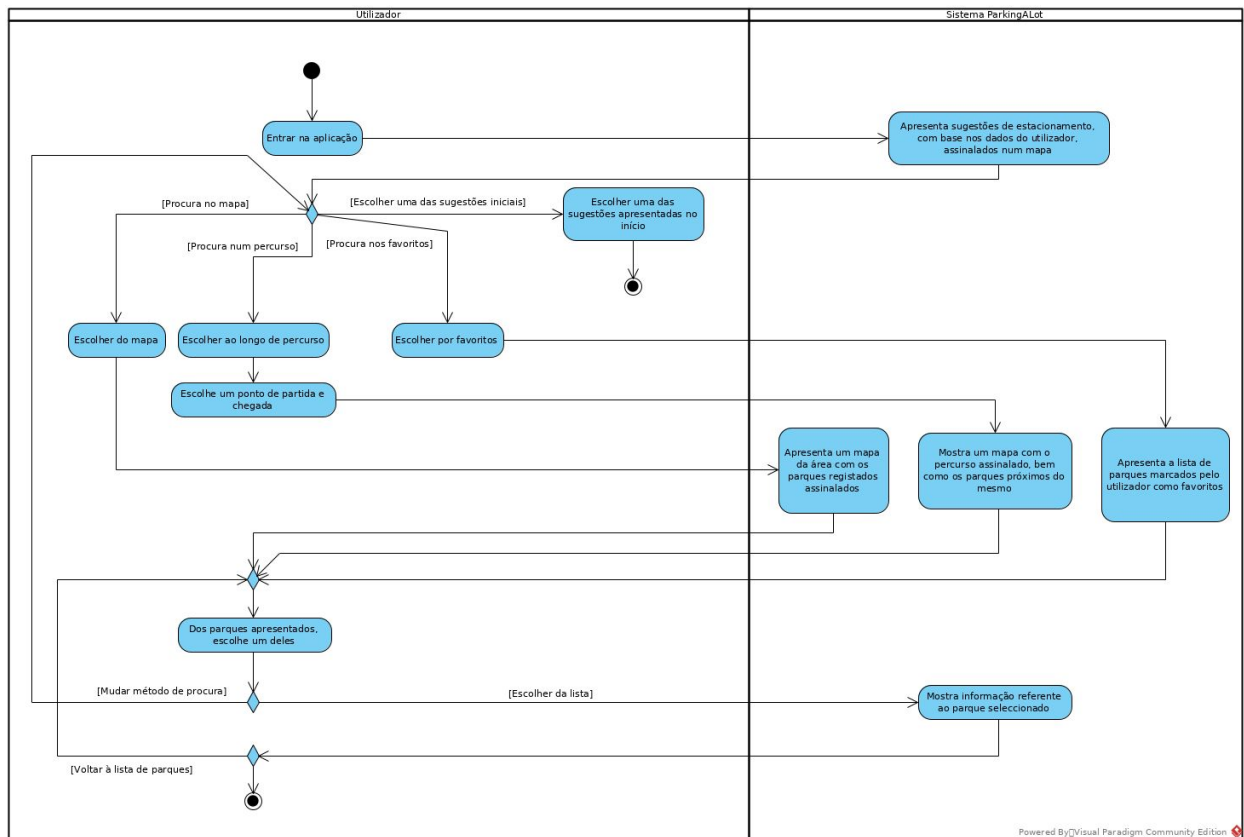 Utilizador
Sistema ParkingALot
Entrar na aplicação
Apresenta sugestões de estacionamento,
com base nos dados do utilizador,
assinalados num mapa
[Procura no mapa]
[Escolher uma das sugestões iniciais]
Escolher uma das
sugestões apresentadas no
início
[Procura num percurso]
[Procura nos favoritos]
Escolher do mapa
Escolher ao longo de percurso
Escolher por favoritos
Escolhe um ponto de partida e
chegada
Apresenta um mapa
da área com os
parques registados
assinalados
Mostra um mapa com o
percurso assinalado, bem
como os parques próximos do
mesmo
Apresenta a lista de
parques marcados pelo
utilizador como favoritos
Dos parques apresentados,
escolhe um deles
[Mudar método de procura]
[Escolher da lista]
Mostra informação referente
ao parque seleccionado
[Voltar à lista de parques]
Powered By Visual Paradigm Community Edition